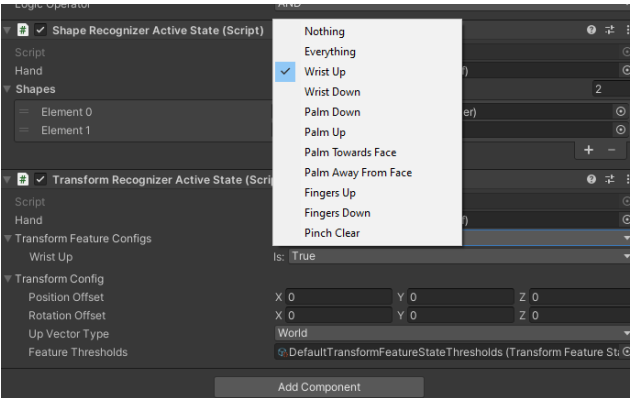 Logic Operator AND
Shape Recognizer Active State (Script)
Script
Hand
Shapes 2
Element 0 er)
Element 1
Nothing
Everything
Wrist Up
Wrist Down
Palm Down
Palm Up
Palm Towards Face
Palm Away From Face
Fingers Up
Fingers Down
Pinch Clear
+ -
Transform Recognizer Active State (Scri
Script
Hand f)
Transform Feature Configs
Wrist Up Is: True
Transform Config
Position Offset X 0 Y 0 Z 0
Rotation Offset X 0 Y 0 Z 0
Up Vector Type World
Feature Thresholds DefaultTransformFeatureStateThresholds (Transform Feature St
Add Component